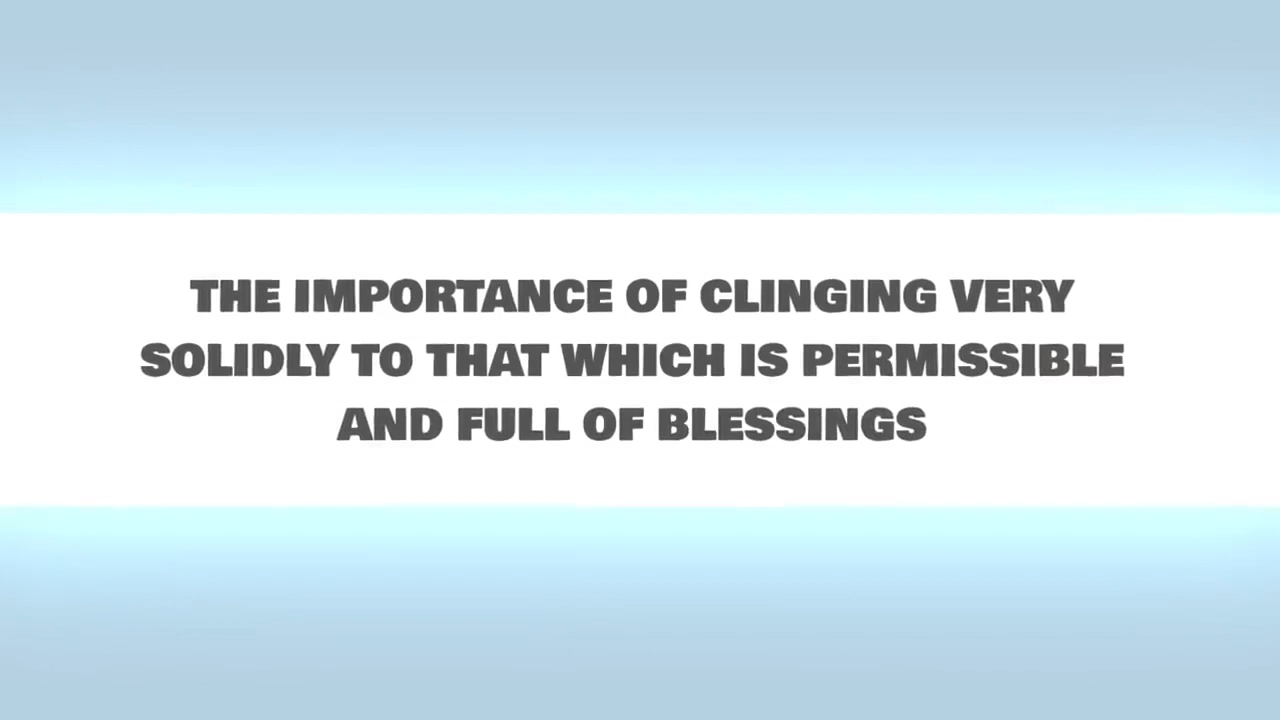 THE IMPORTANCE OF CLINGING VERY
SOLIDLY TO THAT WHICH IS PERMISSIBLE
AND FULL OF BLESSINGS